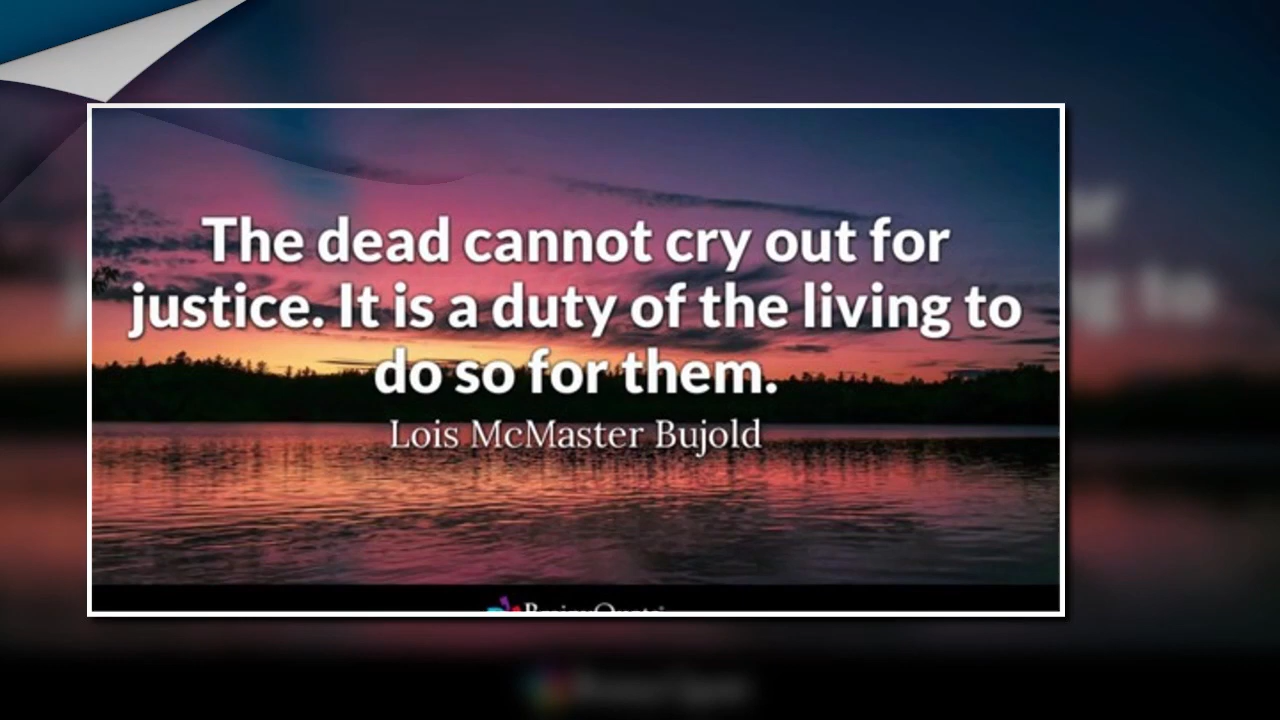 The dead cannot cry out for
justice. It is a duty of the living to
do so for them.
Lois McMaster Bujold
BrainyQuote